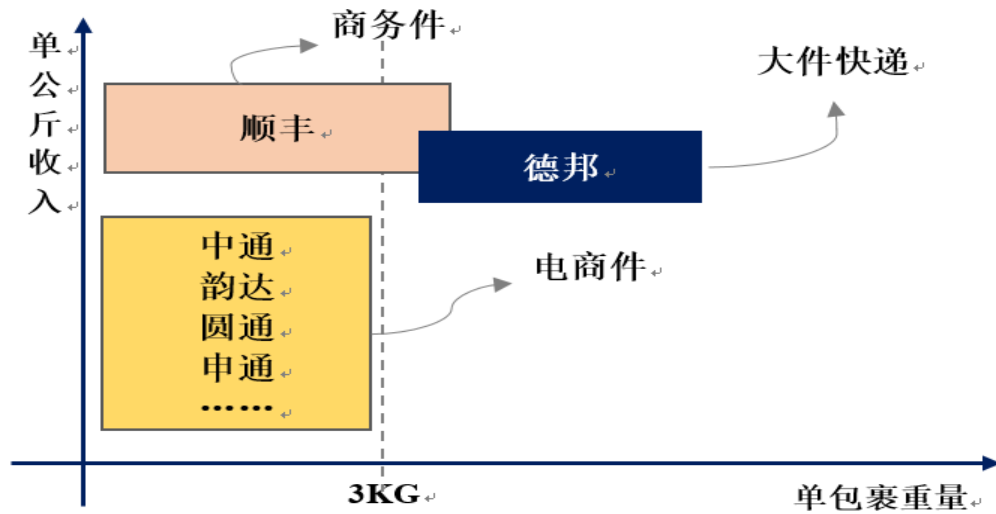 单公斤收入
商务件
大件快递
顺丰
德邦
中通
韵达
圆通
申通
……
电商件
3KG
单包裹重量